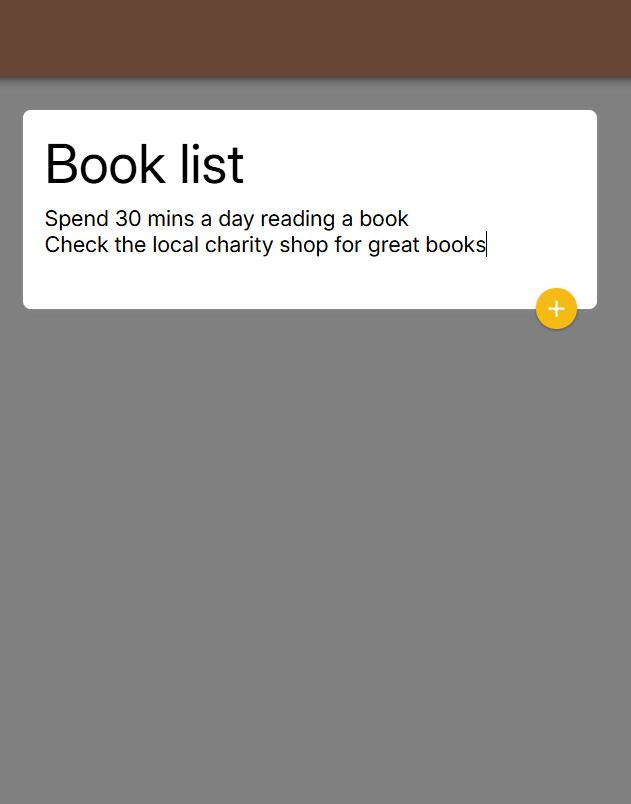 Book list
Spend 30 mins a day reading a book
Check the local charity shop for great books